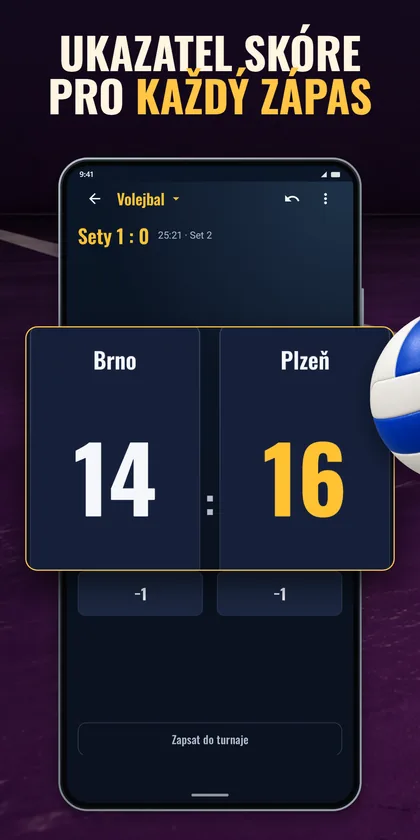 UKAZATEL SKÓRE
PRO KAŽDÝ ZÁPAS
9:41
Volejbal
Sety 1 : 0 25:21 · Set 2
Brno Plzeň
14 : 16
-1 -1
Zapsat do turnaje